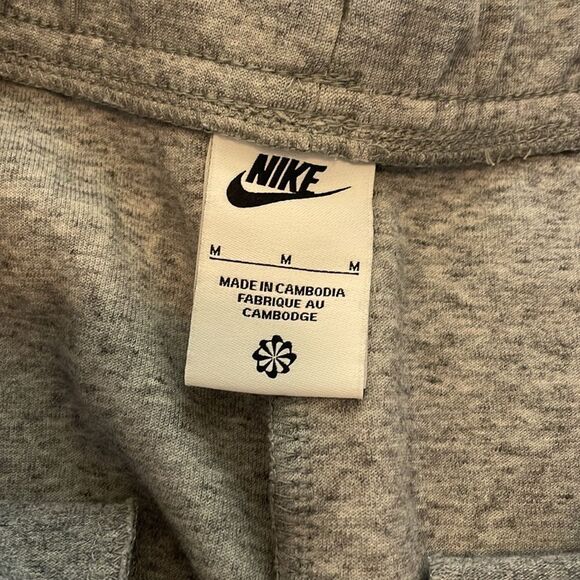 NIKE
M M M
MADE IN CAMBODIA
FABRIQUE AU
CAMBODGE